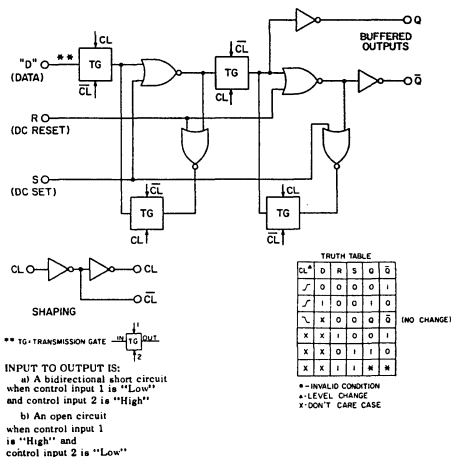 CL
C̅L̅
"D"
(DATA)
**
TG
C̅L̅
CL
TG
C̅L̅
CL
BUFFERED
OUTPUTS
Q
Q̅
R
(DC RESET)
S
(DC SET)
C̅L̅
TG
CL
CL
TG
C̅L̅
CL
CL
C̅L̅
SHAPING
** TG = TRANSMISSION GATE
IN TG OUT
1
2
INPUT TO OUTPUT IS:
a) A bidirectional short circuit
when control input 1 is "Low"
and control input 2 is "High"
b) An open circuit
when control input 1
is "High" and
control input 2 is "Low"
TRUTH TABLE
CL▲ D R S Q Q̅
0 0 0 0 1
1 0 0 1 0
X 0 0 Q Q̅ (NO CHANGE)
X X 1 0 0 1
X X 0 1 1 0
X X 1 1 * *
* - INVALID CONDITION
▲ - LEVEL CHANGE
X - DON'T CARE CASE